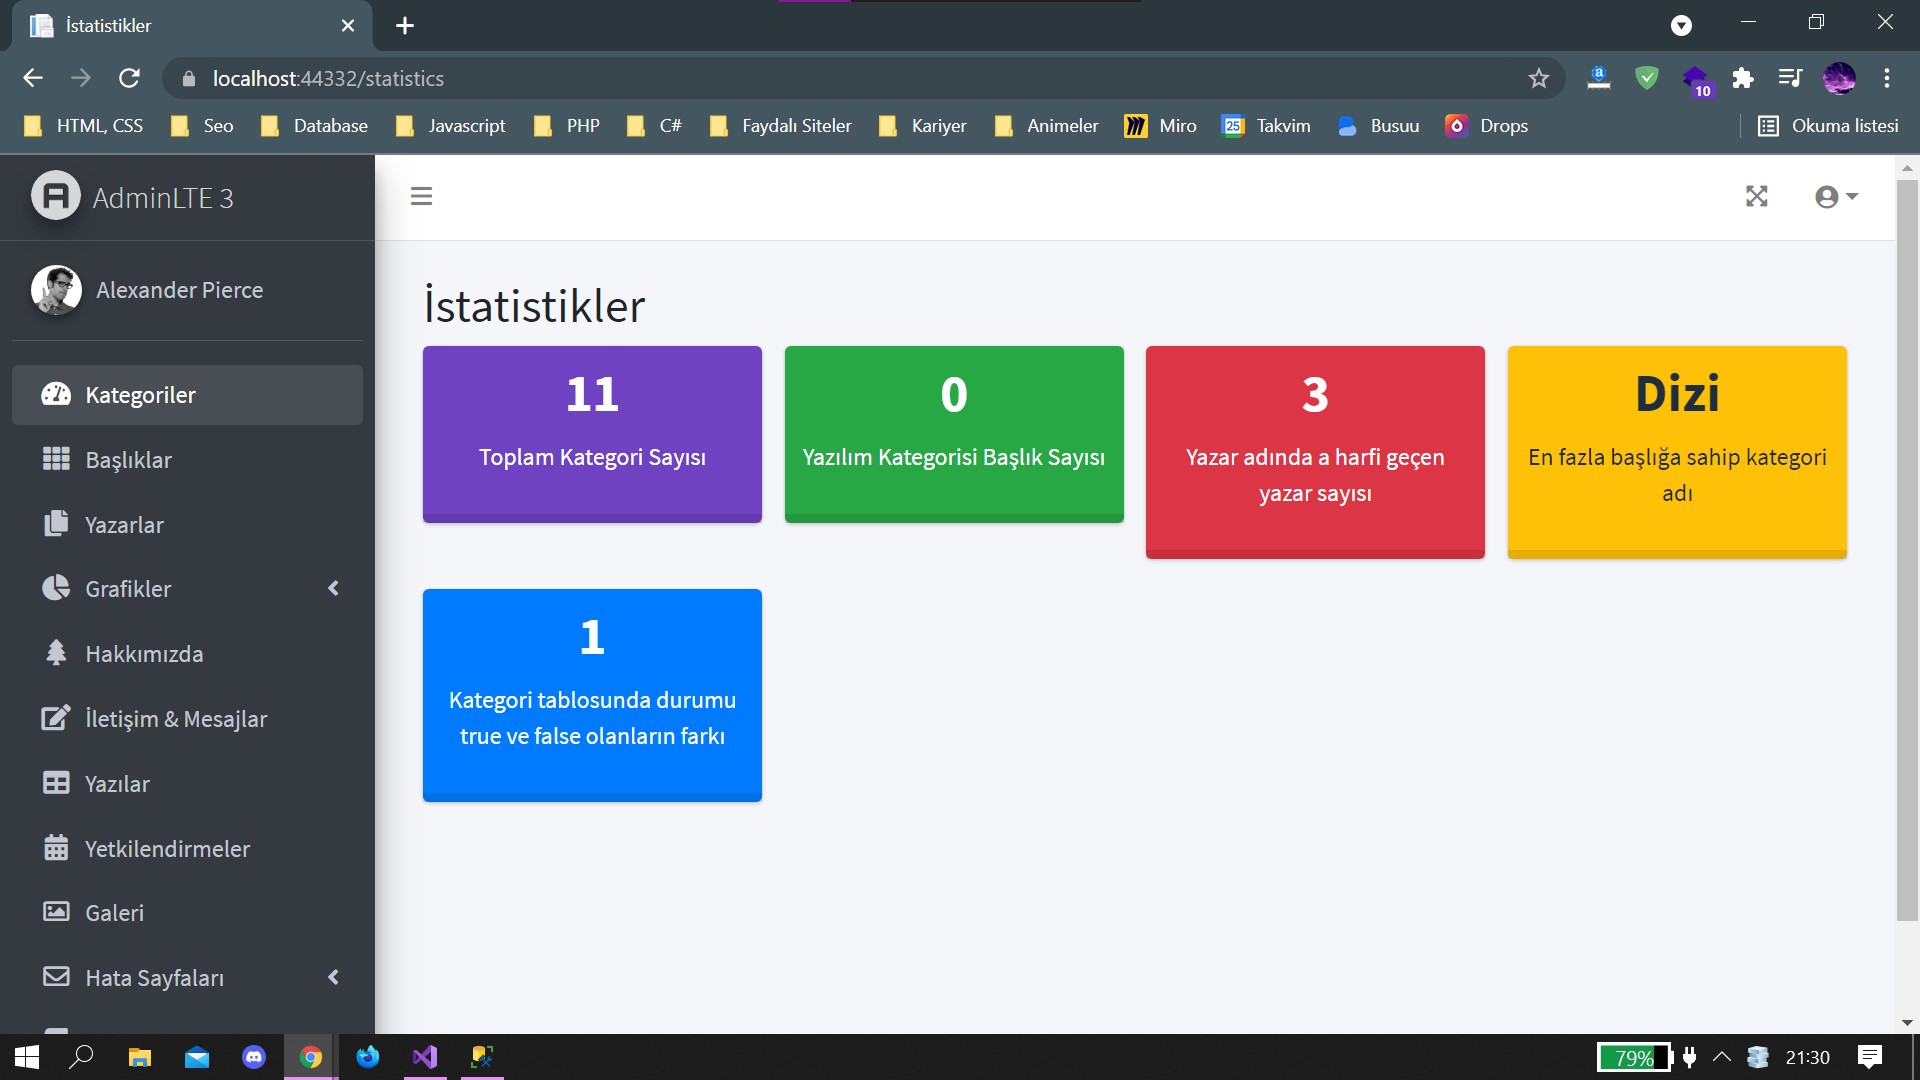 İstatistikler
localhost:44332/statistics
10
HTML, CSS
Seo
Database
Javascript
PHP
C#
Faydalı Siteler
Kariyer
Animeler
Miro
25
Takvim
Busuu
Drops
Okuma listesi
AdminLTE 3
Alexander Pierce
Kategoriler
Başlıklar
Yazarlar
Grafikler
Hakkımızda
İletişim & Mesajlar
Yazılar
Yetkilendirmeler
Galeri
Hata Sayfaları
İstatistikler
11
Toplam Kategori Sayısı
0
Yazılım Kategorisi Başlık Sayısı
3
Yazar adında a harfi geçen
yazar sayısı
Dizi
En fazla başlığa sahip kategori
adı
1
Kategori tablosunda durumu
true ve false olanların farkı
79%
21:30